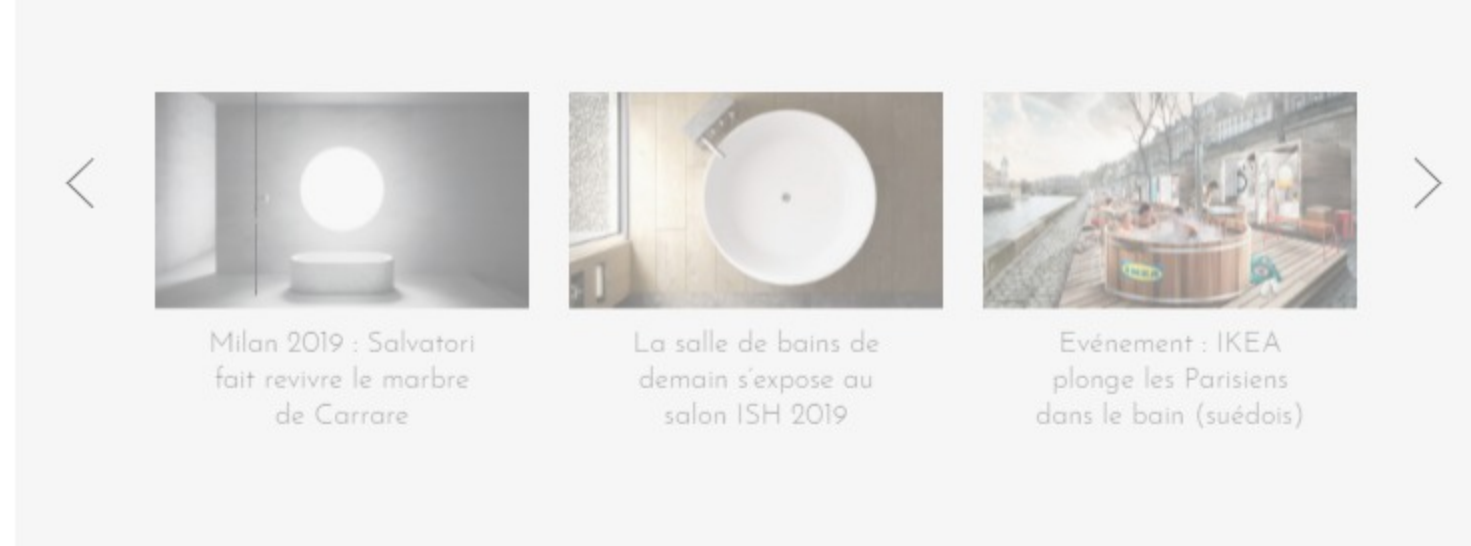 Milan 2019 : Salvatori
fait revivre le marbre
de Carrare
La salle de bains de
demain s'expose au
salon ISH 2019
IKEA
Evénement : IKEA
plonge les Parisiens
dans le bain (suédois)